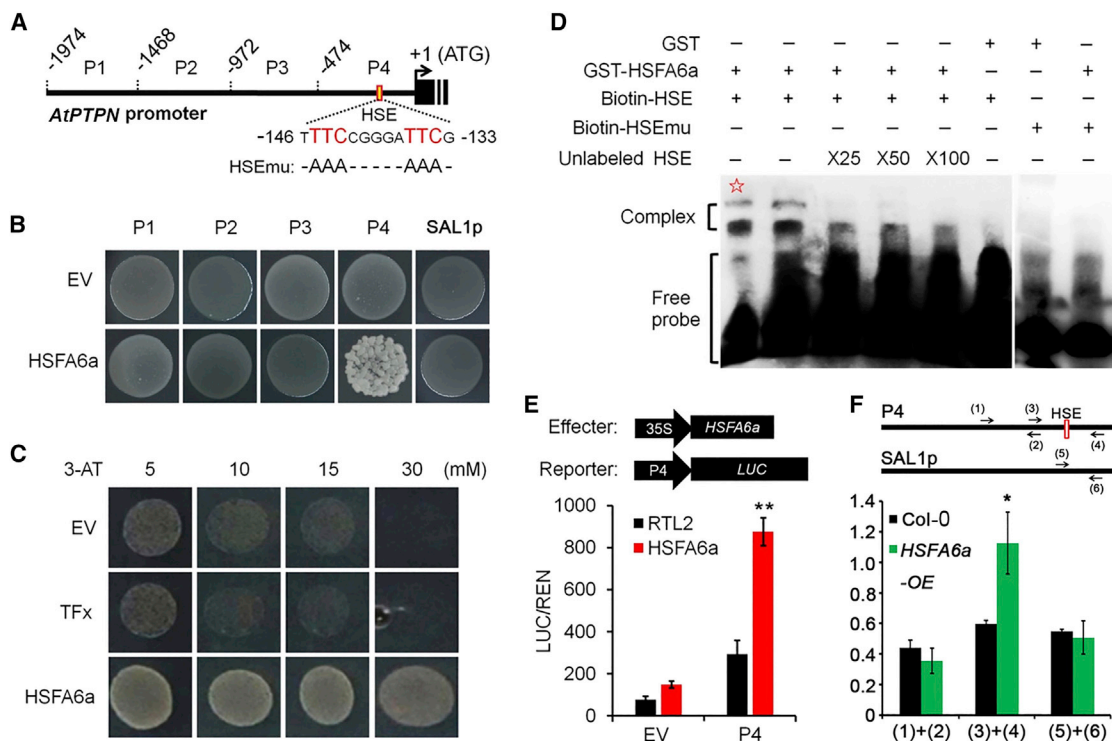 A
-1974 -1468 -972 -474 +1 (ATG)
P1 P2 P3 P4
AtPTPN promoter
HSE
-146 TTTCCGGGATTCG -133
HSEmu: -AAA-----AAA-
B
P1 P2 P3 P4 SAL1p
EV
HSFA6a
C
3-AT 5 10 15 30 (mM)
EV
TFx
HSFA6a
D
GST – – – – – + + –
GST-HSFA6a + + + + + – – +
Biotin-HSE + + + + + + – –
Biotin-HSEmu – – – – – – + +
Unlabeled HSE – – X25 X50 X100 – – –
Complex
Free
probe
E
Effecter: 35S HSFA6a
Reporter: P4 LUC
LUC/REN
1000
800
600
400
200
0
RTL2
HSFA6a
**
EV P4
F
P4 (1) (3) HSE
(2) (4)
SAL1p (5)
(6)
1.4
1.2
1
0.8
0.6
0.4
0.2
0
Col-0
HSFA6a
-OE
*
(1)+(2) (3)+(4) (5)+(6)